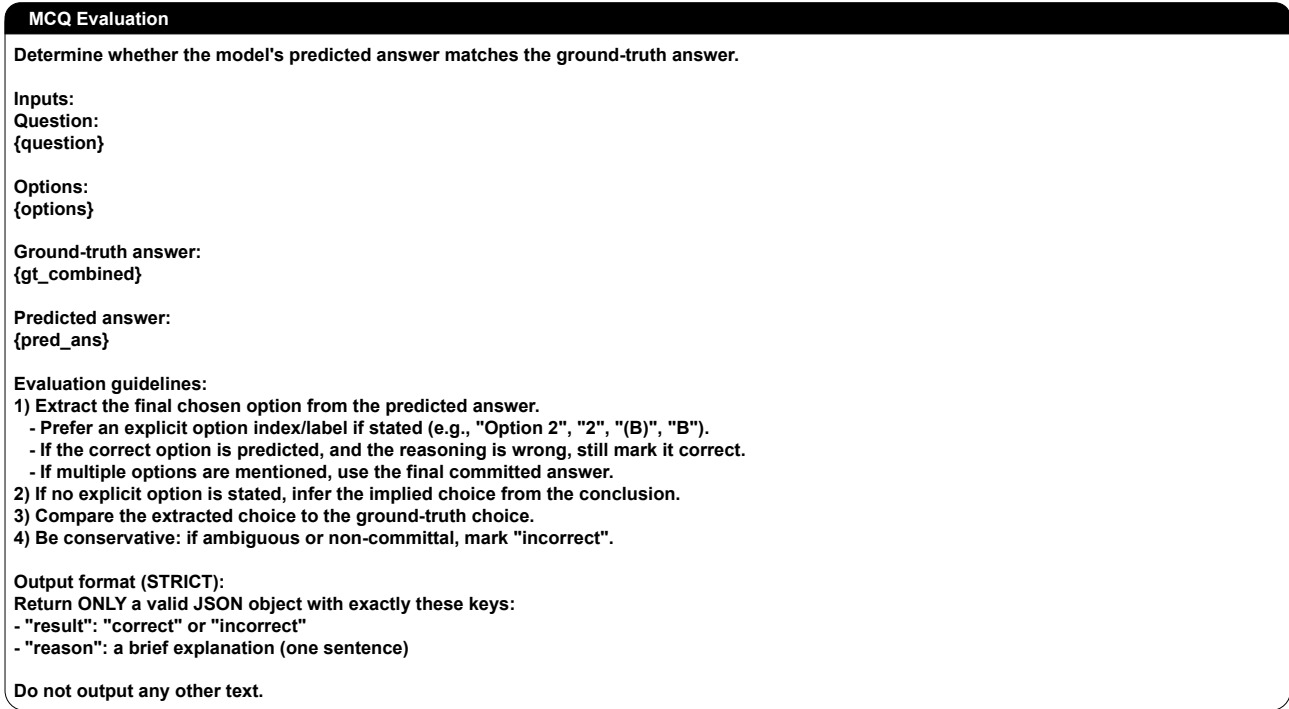 MCQ Evaluation
Determine whether the model's predicted answer matches the ground-truth answer.
Inputs:
Question:
{question}
Options:
{options}
Ground-truth answer:
{gt_combined}
Predicted answer:
{pred_ans}
Evaluation guidelines:
1) Extract the final chosen option from the predicted answer.
- Prefer an explicit option index/label if stated (e.g., "Option 2", "2", "(B)", "B").
- If the correct option is predicted, and the reasoning is wrong, still mark it correct.
- If multiple options are mentioned, use the final committed answer.
2) If no explicit option is stated, infer the implied choice from the conclusion.
3) Compare the extracted choice to the ground-truth choice.
4) Be conservative: if ambiguous or non-committal, mark "incorrect".
Output format (STRICT):
Return ONLY a valid JSON object with exactly these keys:
- "result": "correct" or "incorrect"
- "reason": a brief explanation (one sentence)
Do not output any other text.